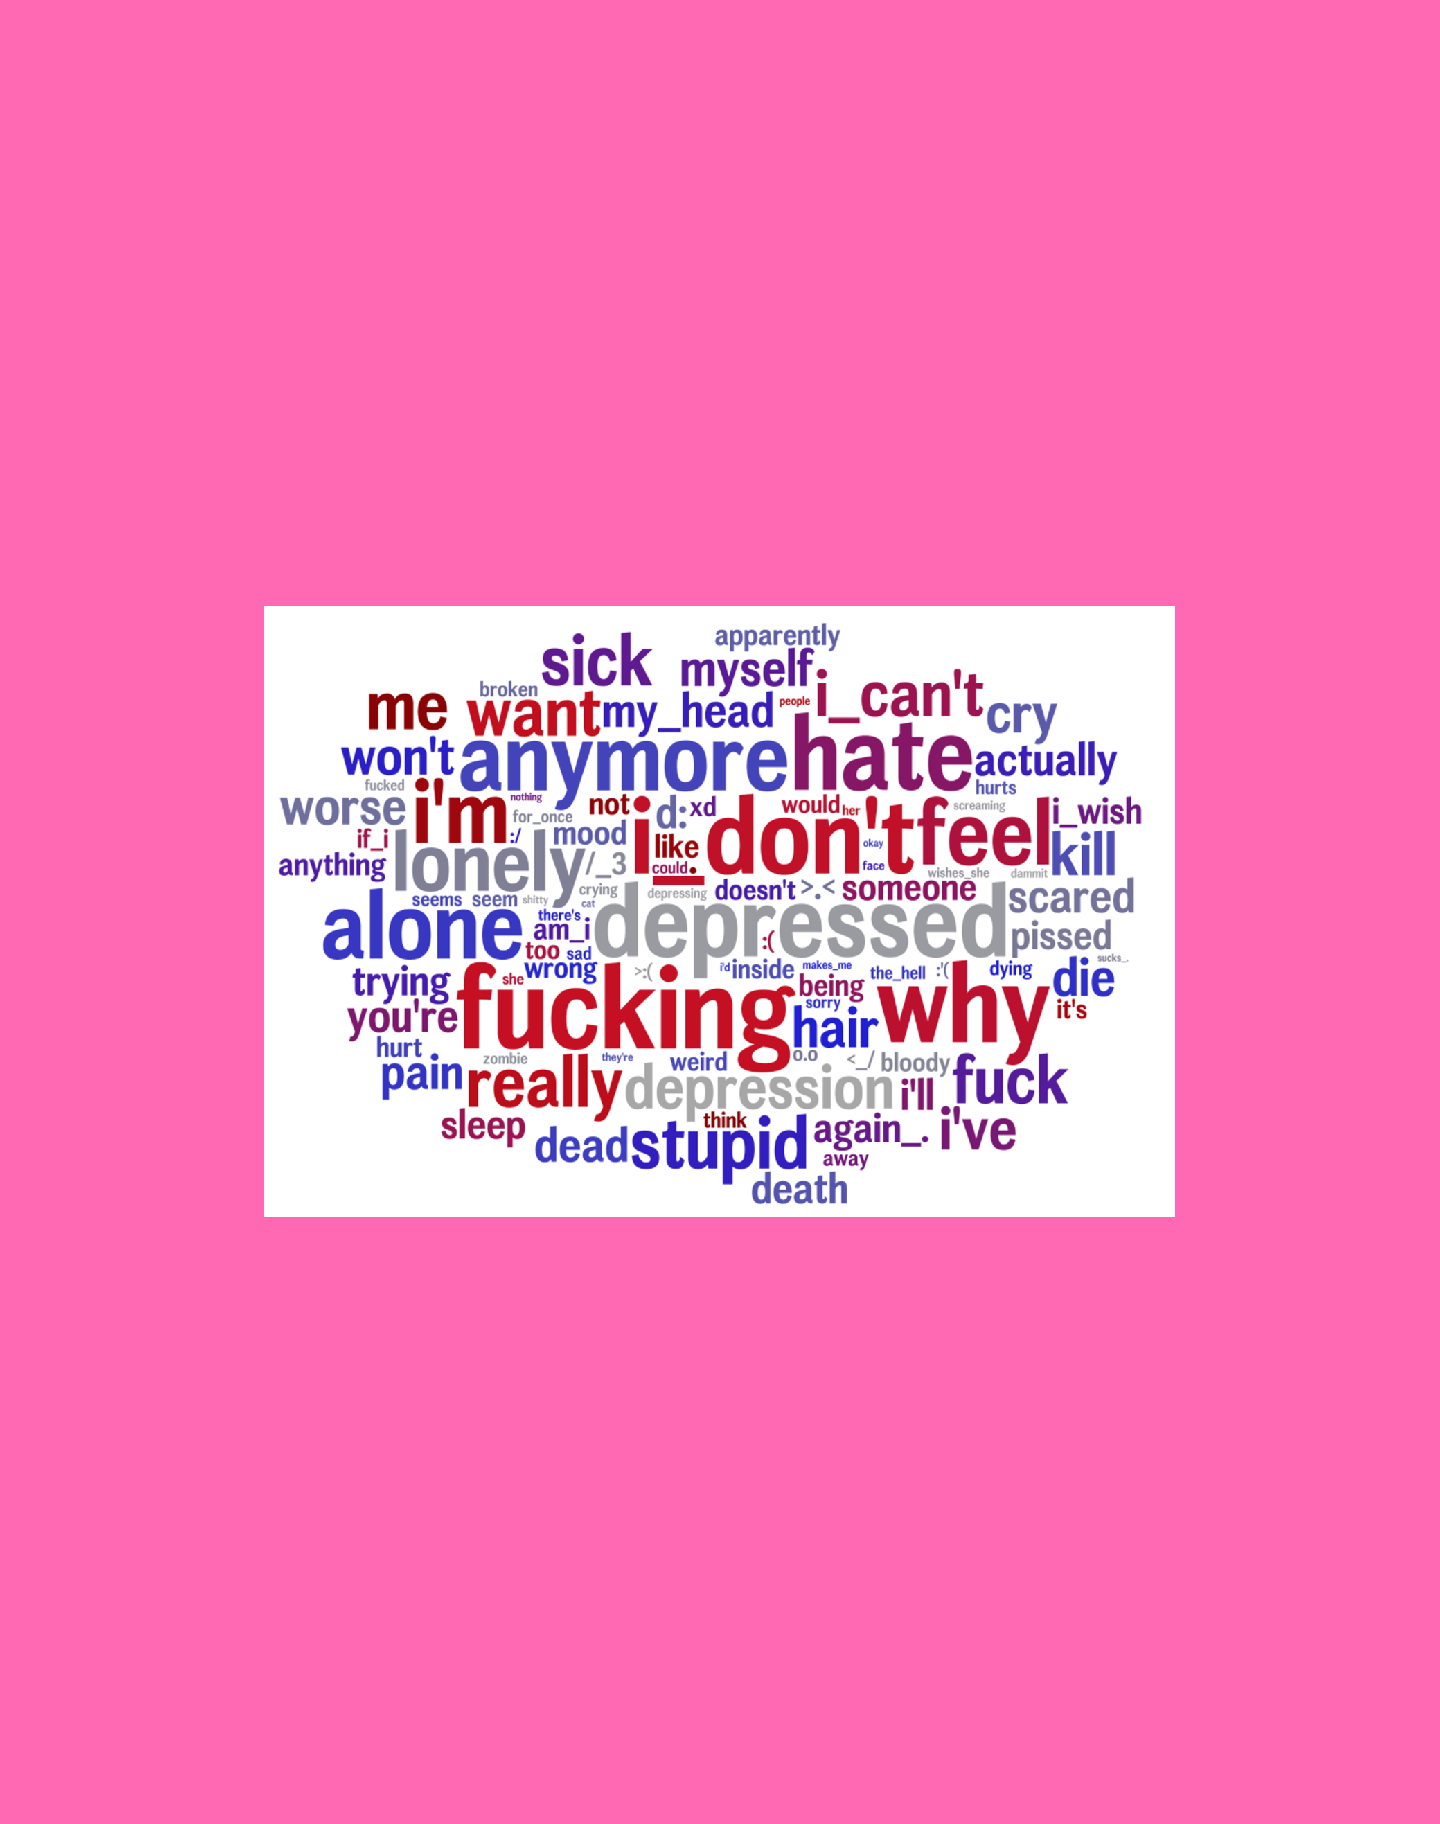 apparently
sick myself i_can't
broken people
me want my_head cry
won't anymore hate actually
fucked hurts
worse i'm nothing not i_ d: xd don't would her feel screaming i_wish
for_once
if_i :/ mood like okay
anything lonely /_3 could . face kill
wishes_she dammit
crying depressing doesn't >.< someone scared
seems seem shitty cat
alone there's depressed
am_i :( pissed
too sad
trying she wrong >:( i'd inside makes_me the_hell :'( dying sucks_. die
being
you're fucking sorry why it's
hair
hurt zombie they're weird o.o <_/ bloody
pain really depression i'll fuck
sleep think again_. i've
dead stupid away
death